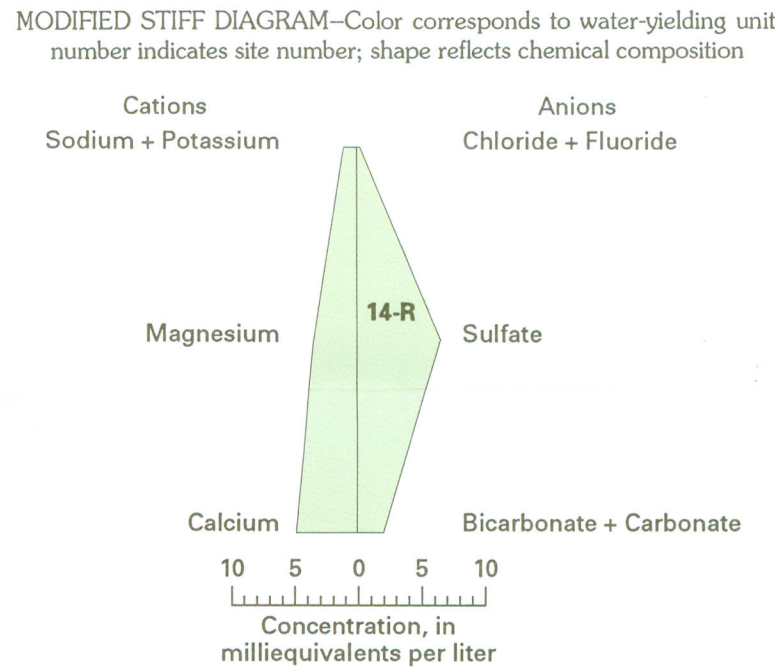 MODIFIED STIFF DIAGRAM–Color corresponds to water-yielding unit
number indicates site number; shape reflects chemical composition
Cations
Anions
Sodium + Potassium
Chloride + Fluoride
14-R
Magnesium
Sulfate
Calcium
Bicarbonate + Carbonate
10 5 0 5 10
Concentration, in
milliequivalents per liter